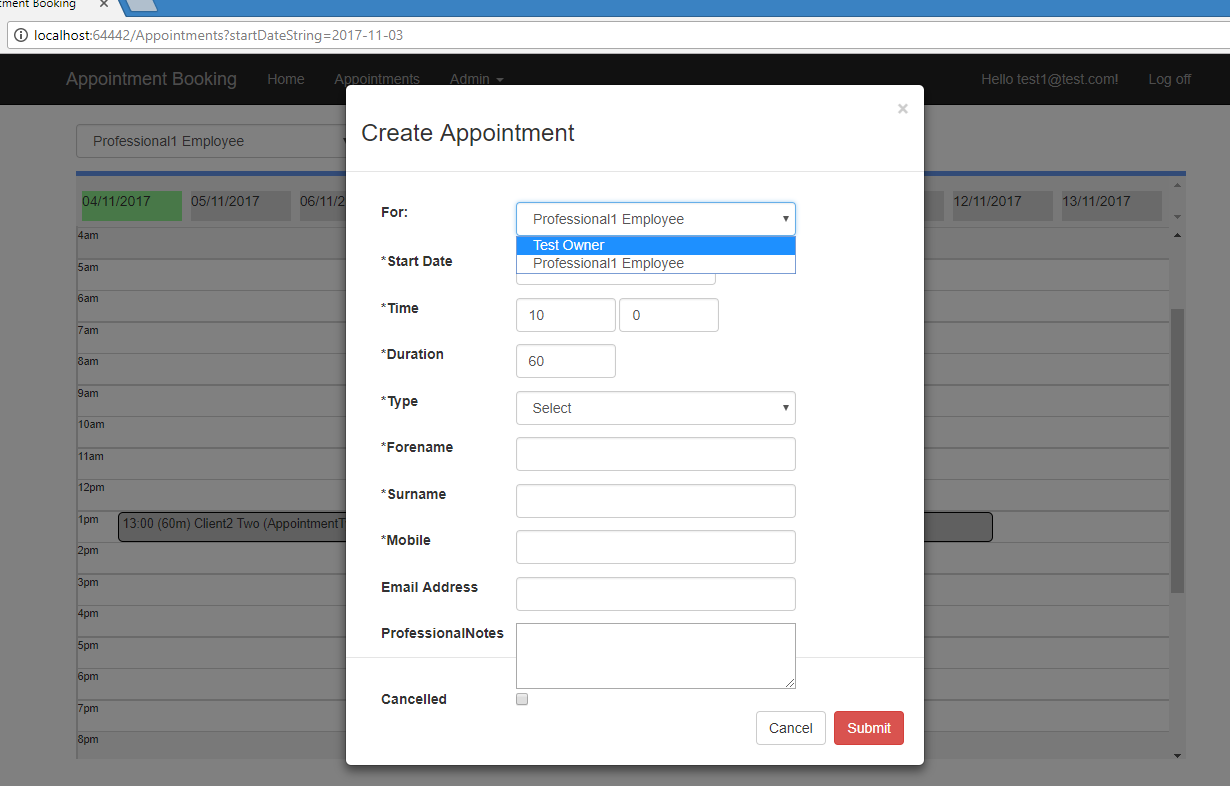 ment Booking
localhost:64442/Appointments?startDateString=2017-11-03
Appointment Booking Home Appointments Admin Hello test1@test.com! Log off
Professional1 Employee
04/11/2017 05/11/2017 06/11/2 12/11/2017 13/11/2017
4am
5am
6am
7am
8am
9am
10am
11am
12pm
1pm 13:00 (60m) Client2 Two (AppointmentT
2pm
3pm
4pm
5pm
6pm
7pm
8pm
×
Create Appointment
For: Professional1 Employee
Test Owner
Professional1 Employee
*Start Date
*Time 10 0
*Duration 60
*Type Select
*Forename
*Surname
*Mobile
Email Address
ProfessionalNotes
Cancelled
Cancel Submit